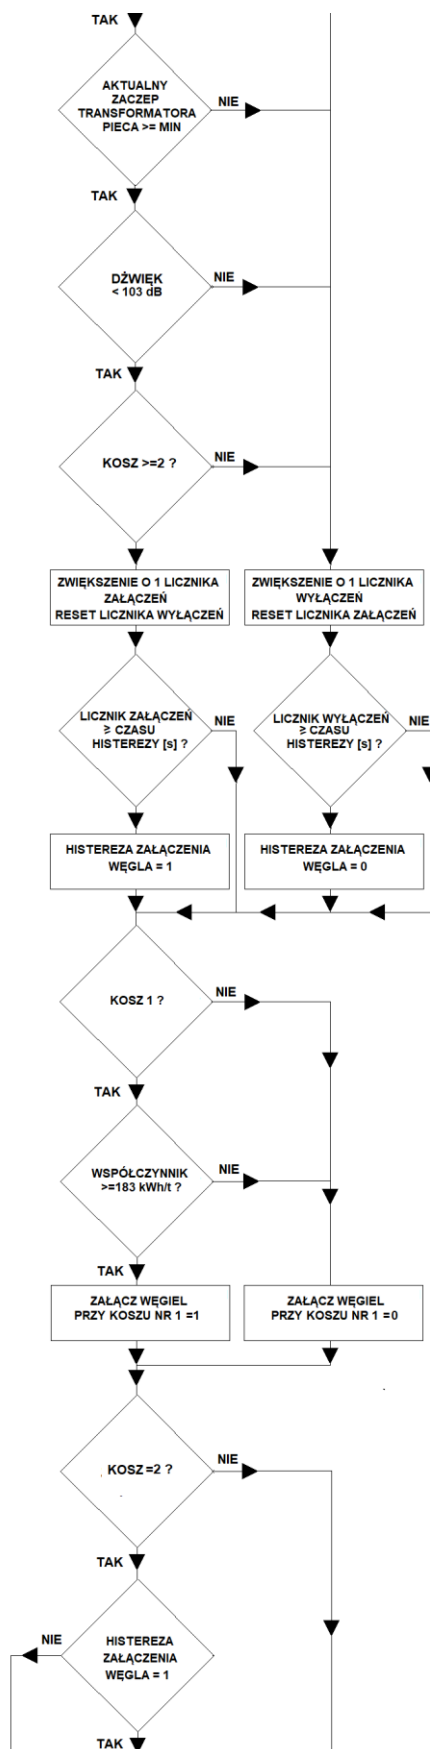 TAK
AKTUALNY
ZACZEP
TRANSFORMATORA
PIECA >= MIN
NIE
TAK
DŹWIĘK
< 103 dB
NIE
TAK
KOSZ >=2 ?
NIE
ZWIĘKSZENIE O 1 LICZNIKA
ZAŁĄCZEŃ
RESET LICZNIKA WYŁĄCZEŃ
ZWIĘKSZENIE O 1 LICZNIKA
WYŁĄCZEŃ
RESET LICZNIKA ZAŁĄCZEŃ
LICZNIK ZAŁĄCZEŃ
≥ CZASU
HISTEREZY [s] ?
NIE
LICZNIK WYŁĄCZEŃ
≥ CZASU
HISTEREZY [s] ?
NIE
HISTEREZA ZAŁĄCZENIA
WĘGLA = 1
HISTEREZA ZAŁĄCZENIA
WĘGLA = 0
KOSZ 1 ?
NIE
TAK
WSPÓŁCZYNNIK
>=183 kWh/t ?
NIE
TAK
ZAŁĄCZ WĘGIEL
PRZY KOSZU NR 1 =1
ZAŁĄCZ WĘGIEL
PRZY KOSZU NR 1 =0
KOSZ =2 ?
NIE
TAK
NIE
HISTEREZA
ZAŁĄCZENIA
WĘGLA = 1
TAK